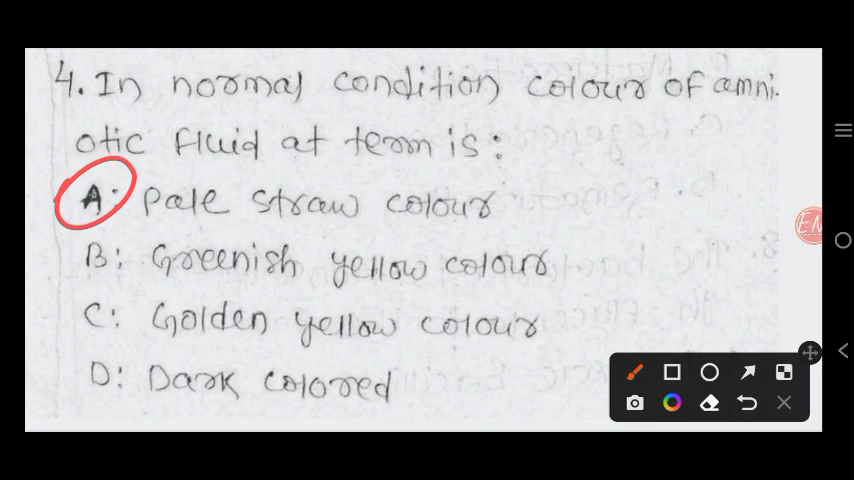 4. In normal condition colour of amni.
otic fluid at term is:
A: Pale straw colour
B: Greenish yellow colour
C: Golden yellow colour
D: Dark colored
EN